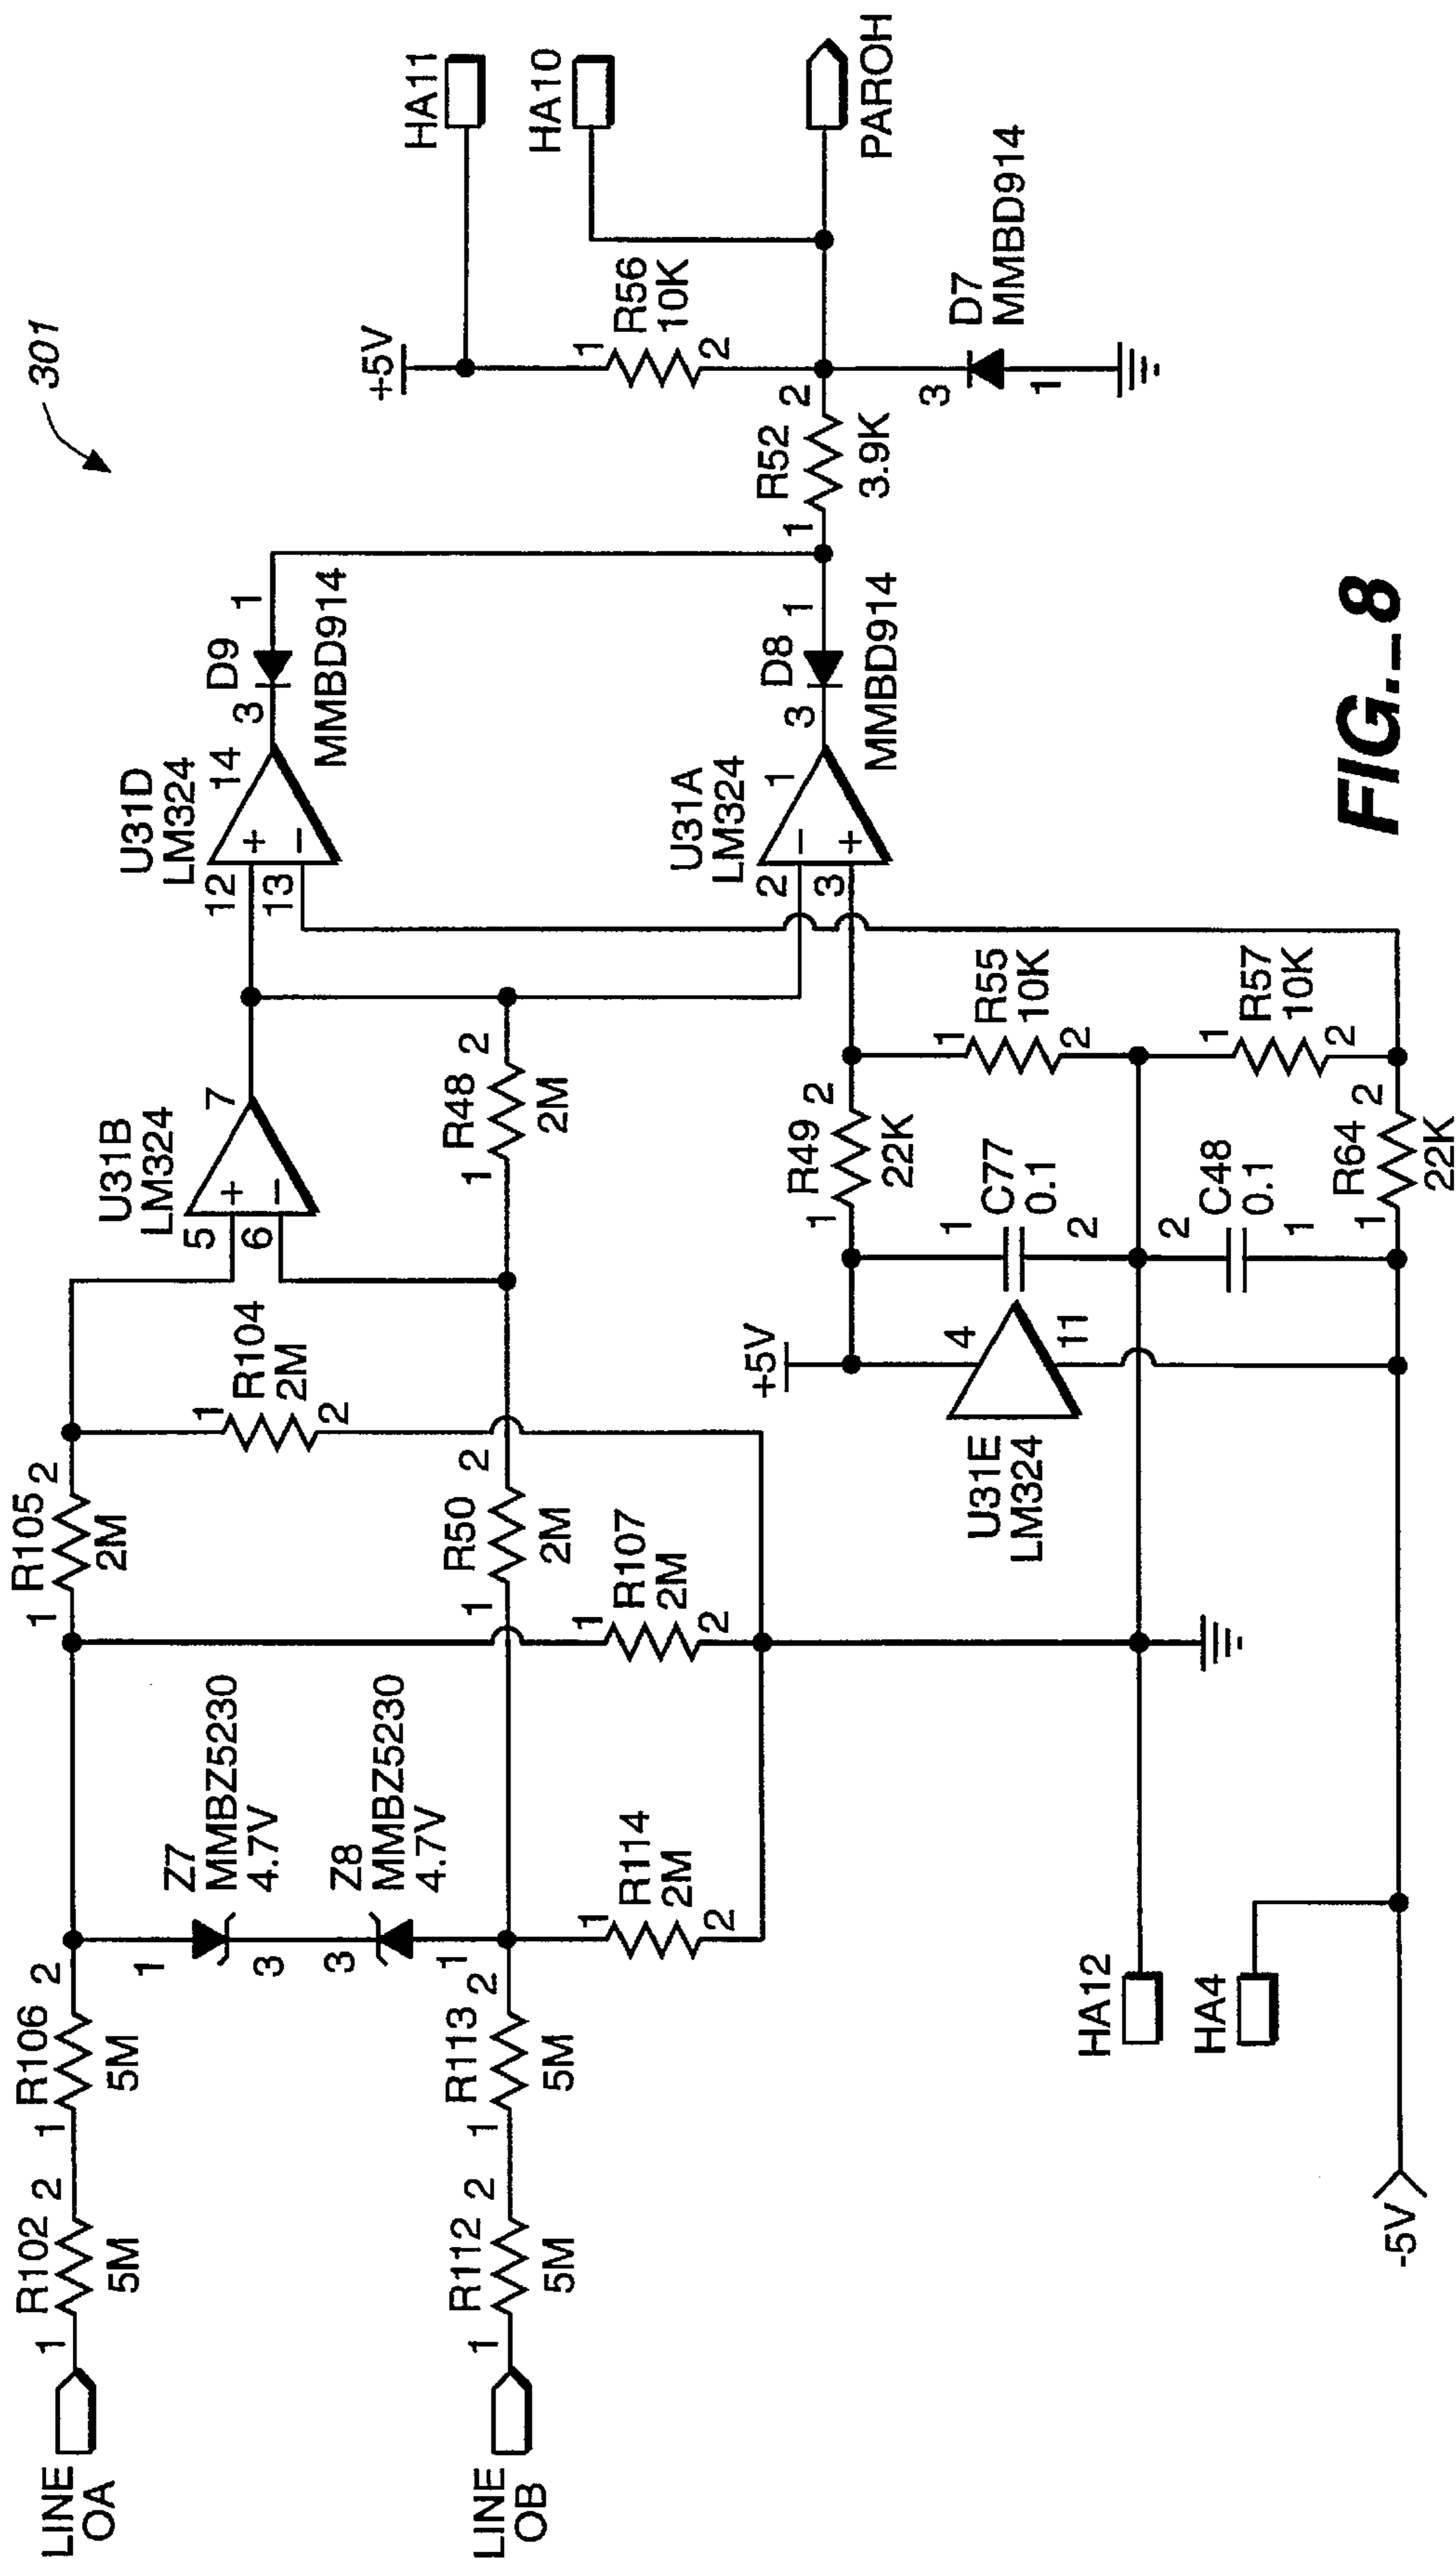 301
LINE
OA
1
R102
5M
2
1
R106
5M
2
1
Z7
MMBZ5230
4.7V
3
3
Z8
MMBZ5230
4.7V
1
LINE
OB
1
R112
5M
2
1
R113
5M
2
1
R114
2M
2
1
R107
2M
2
1
R105
2M
2
1
R104
2M
2
1
R50
2M
2
5
6
+
−
U31B
LM324
7
1
R48
2M
2
12
13
+
−
U31D
LM324
14
3
D9
1
MMBD914
2
3
−
+
U31A
LM324
1
3
D8
1
MMBD914
1
R52
3.9K
2
+5V
1
R56
10K
2
3
D7
MMBD914
1
HA11
HA10
PAROH
+5V
4
11
U31E
LM324
1
R49
22K
2
1
C77
0.1
2
2
C48
0.1
1
1
R55
10K
2
1
R57
10K
2
1
R64
22K
2
HA12
HA4
-5V
FIG._8